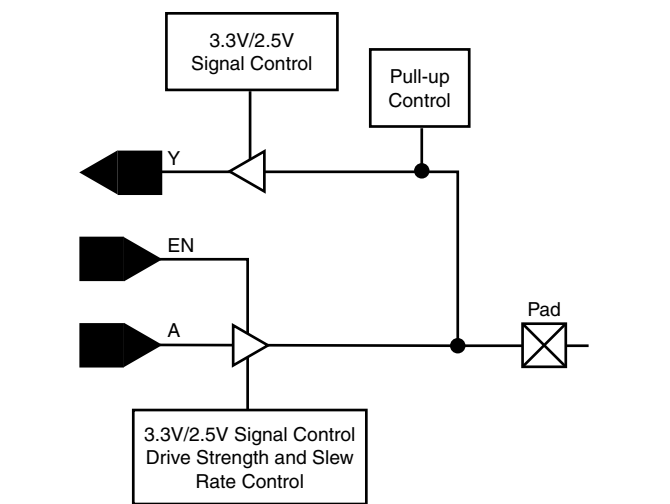 3.3V/2.5V
Signal Control
Pull-up
Control
Y
EN
A
Pad
3.3V/2.5V Signal Control
Drive Strength and Slew
Rate Control